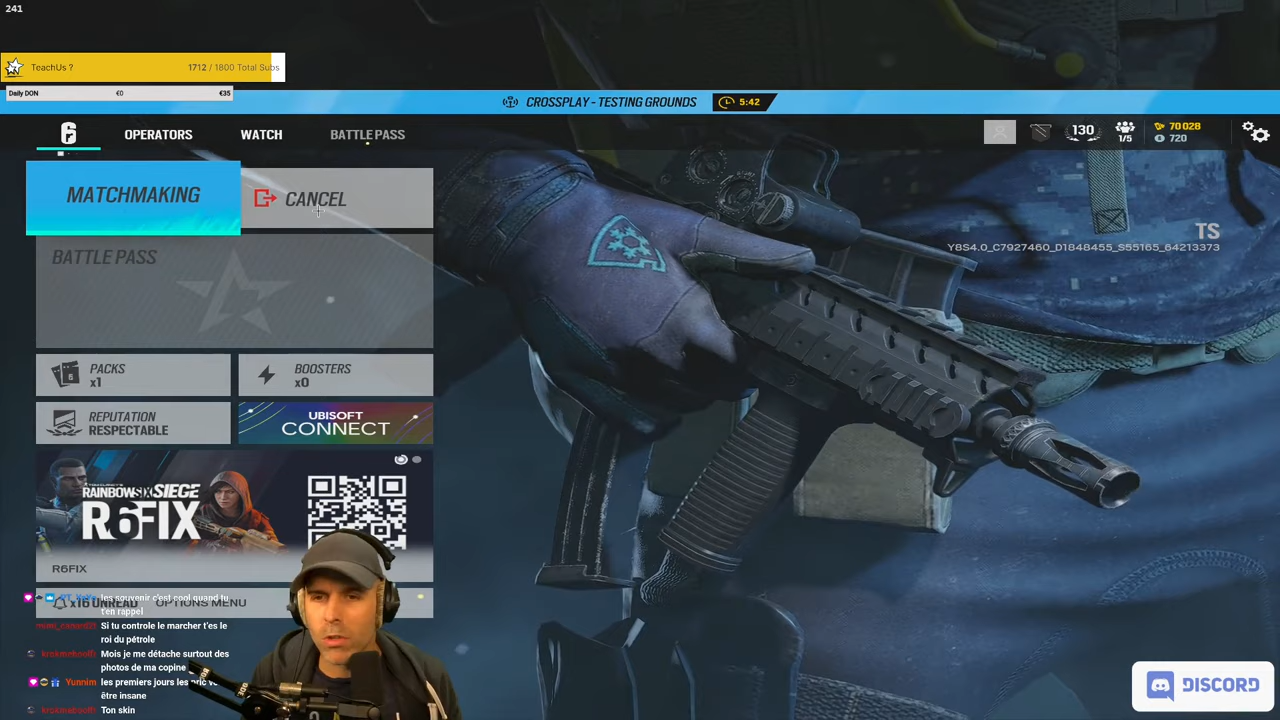 241
TeachUs ?
1712 / 1800 Total Subs
Daily DON €0 €35
CROSSPLAY - TESTING GROUNDS 5:42
OPERATORS WATCH BATTLE PASS
130 1/5 70 028
720
MATCHMAKING
CANCEL
BATTLE PASS
TS
Y8S4.0_C7927460_D1848455_S55165_64213373
PACKS
x1
BOOSTERS
x0
REPUTATION
RESPECTABLE
UBISOFT
CONNECT
RAINBOW SIX SIEGE
R6FIX
R6FIX
x16 UNREAD OPTIONS MENU
les souvenir c'est cool quand tu
t'en rappel
Si tu controle le marcher t'es le
roi du pétrole
Mois je me détache surtout des
photos de ma copine
Yunnim les premiers jours les
être insane
Ton skin
DISCORD